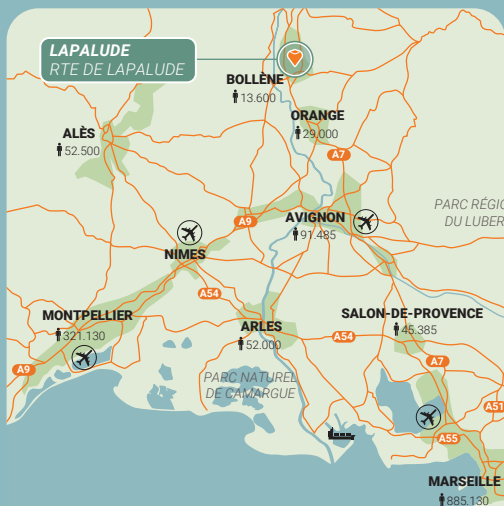 LAPALUDE
RTE DE LAPALUDE
BOLLÈNE
13.600
ORANGE
29.000
ALÈS
52.500
A7
PARC RÉGIO
DU LUBER
A9
AVIGNON
91.485
NIMES
A54
MONTPELLIER
321.130
ARLES
52.000
A54
SALON-DE-PROVENCE
45.385
A9
A7
PARC NATUREL
DE CAMARGUE
A51
A55
MARSEILLE
885.130